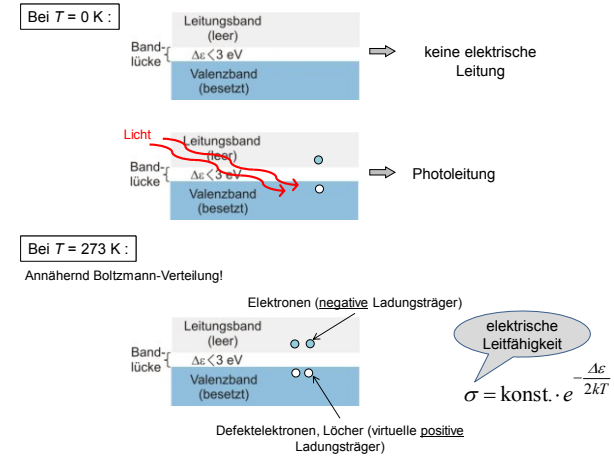 Bei T = 0 K :
Leitungsband
(leer)
Band-
lücke
Δε<3 eV
Valenzband
(besetzt)
keine elektrische
Leitung
Licht
Leitungsband
(leer)
Band-
lücke
Δε<3 eV
Valenzband
(besetzt)
Photoleitung
Bei T = 273 K :
Annähernd Boltzmann-Verteilung!
Elektronen (negative Ladungsträger)
Leitungsband
(leer)
Band-
lücke
Δε<3 eV
Valenzband
(besetzt)
elektrische
Leitfähigkeit
σ = konst.· e^{-\frac{Δε}{2kT}}
Defektelektronen, Löcher (virtuelle positive
Ladungsträger)